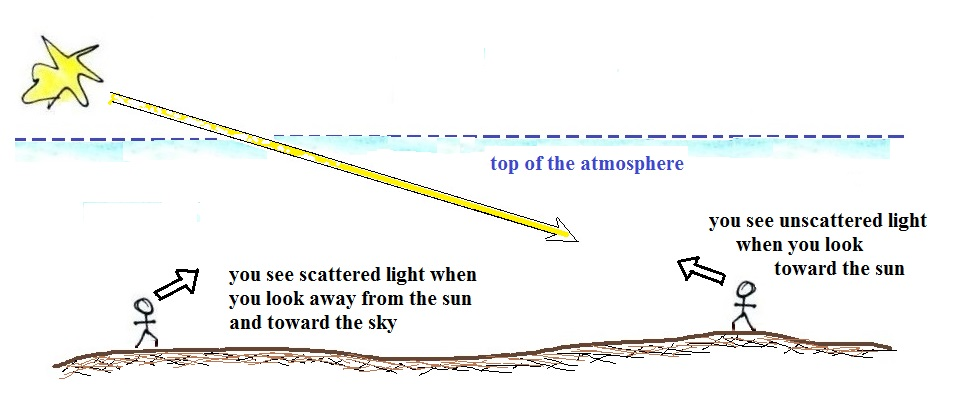 top of the atmosphere
you see unscattered light
when you look
toward the sun
you see scattered light when
you look away from the sun
and toward the sky